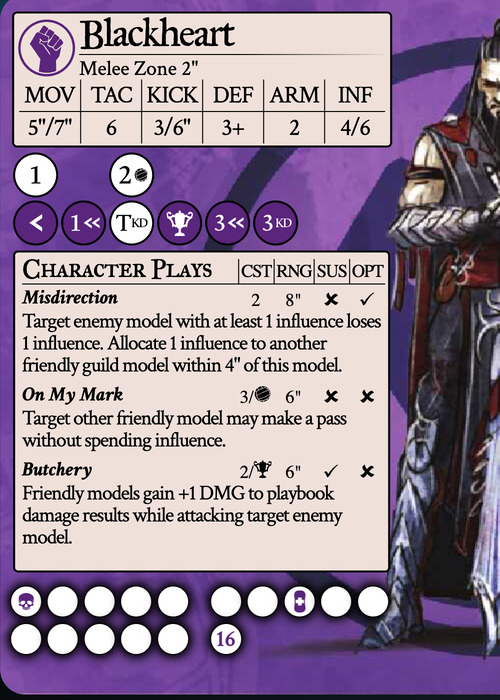 Blackheart
Melee Zone 2"
MOV TAC KICK DEF ARM INF
5"/7" 6 3/6" 3+ 2 4/6
1 2
< 1<< TKD 3<< 3KD
CHARACTER PLAYS CST RNG SUS OPT
Misdirection 2 8" ✘ ✓
Target enemy model with at least 1 influence loses
1 influence. Allocate 1 influence to another
friendly guild model within 4" of this model.
On My Mark 3/ 6" ✘ ✘
Target other friendly model may make a pass
without spending influence.
Butchery 2/ 6" ✓ ✘
Friendly models gain +1 DMG to playbook
damage results while attacking target enemy
model.
16